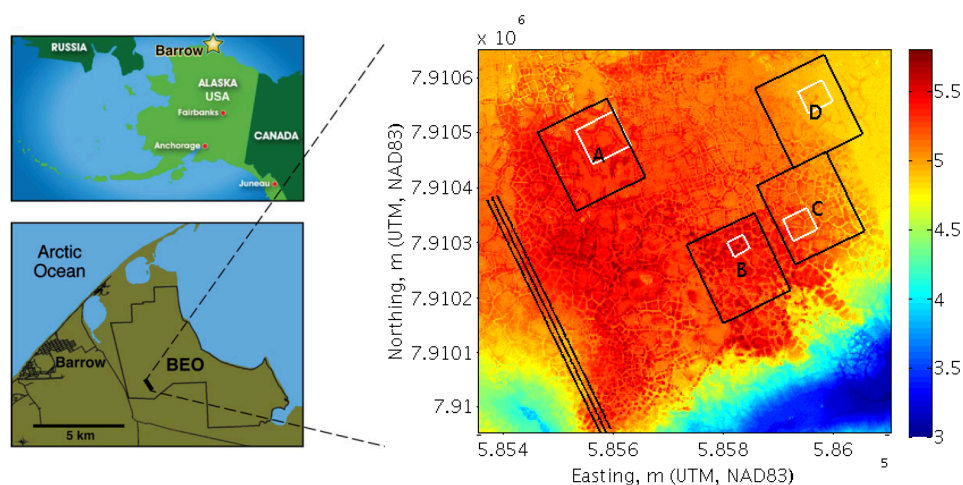 RUSSIA
Barrow
ALASKA
USA
Fairbanks
CANADA
Anchorage
Juneau
Arctic
Ocean
Barrow
BEO
5 km
x 10
6
7.9106
7.9105
7.9104
7.9103
7.9102
7.9101
7.91
Northing, m (UTM, NAD83)
A
B
C
D
5.854
5.856
5.858
5.86
5
Easting, m (UTM, NAD83)
5.5
5
4.5
4
3.5
3